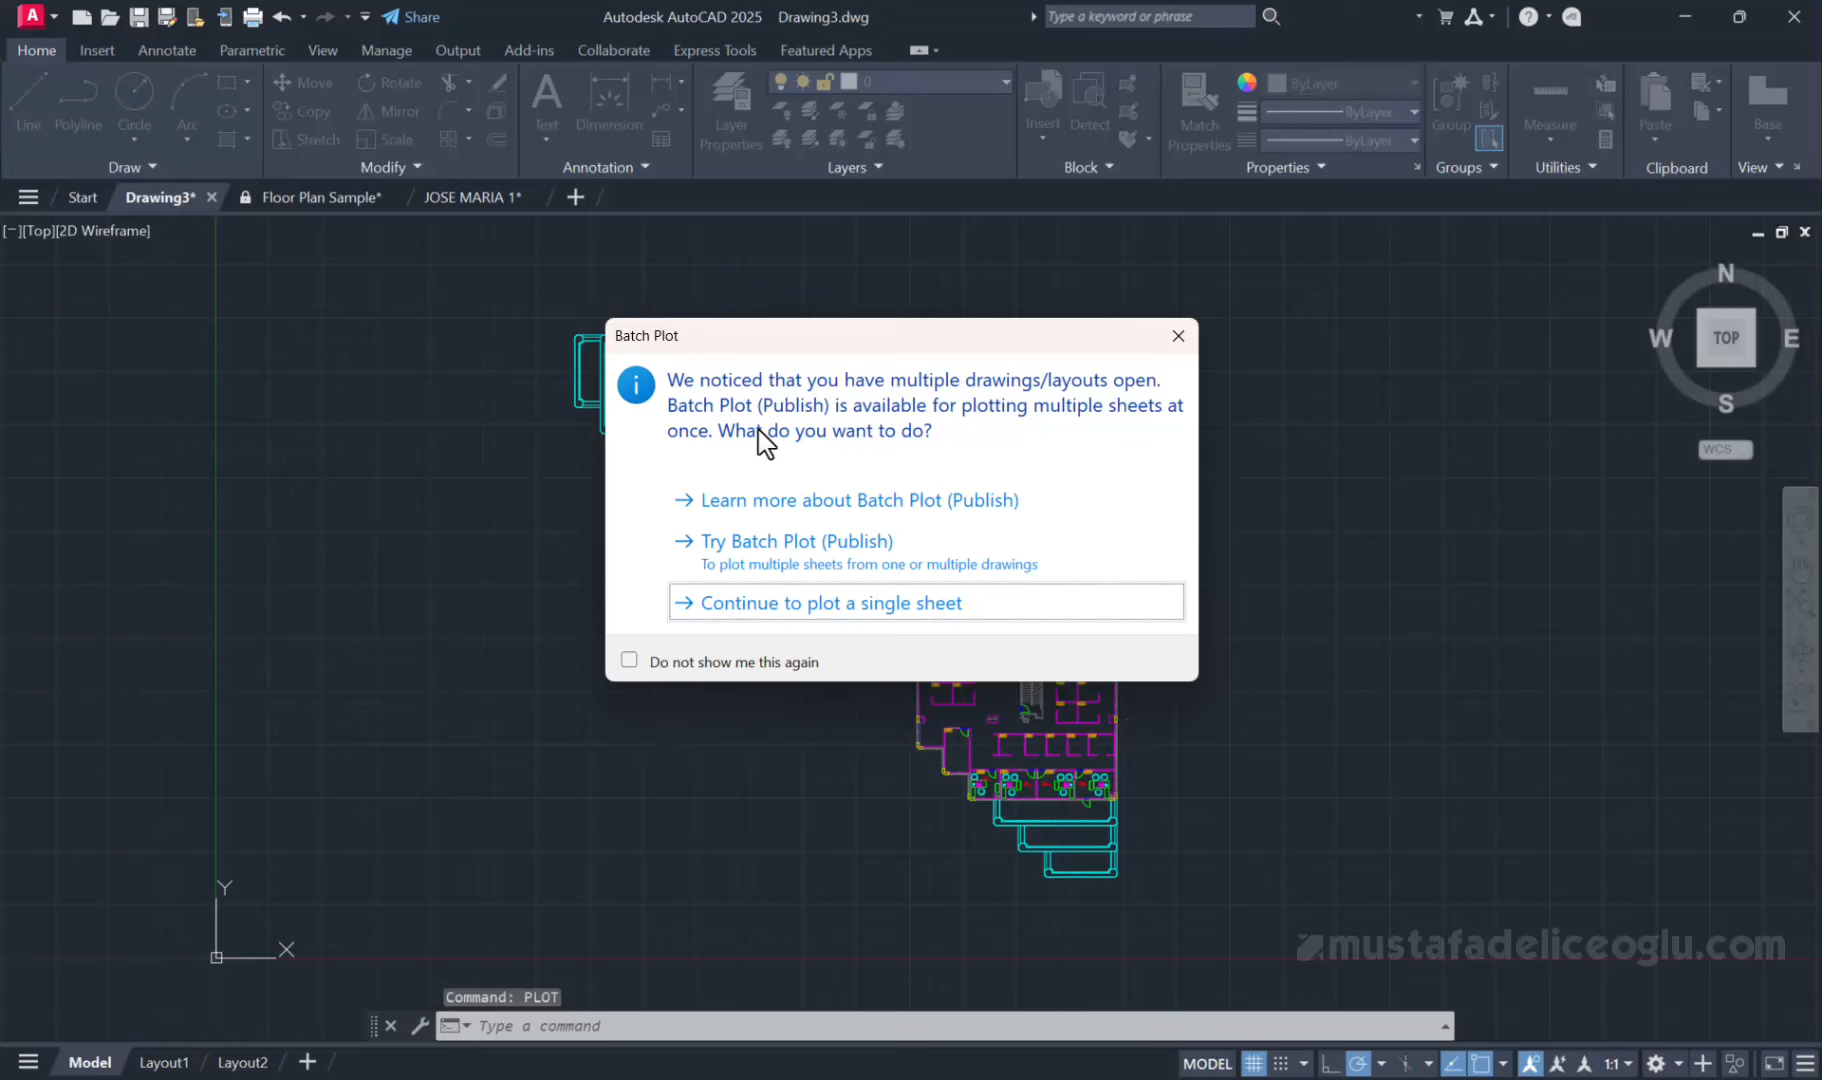 Share
Autodesk AutoCAD 2025 Drawing3.dwg
Type a keyword or phrase
Home Insert Annotate Parametric View Manage Output Add-ins Collaborate Express Tools Featured Apps
Line Polyline Circle Arc
Move Rotate
Copy Mirror
Stretch Scale
Text Dimension
Layer
Properties
0
Insert Detect
Match
Properties
ByLayer
ByLayer
ByLayer
Group
Measure
Paste
Base
Draw Modify Annotation Layers Block Properties Groups Utilities Clipboard View
Start Drawing3* Floor Plan Sample* JOSE MARIA 1*
[−][Top][2D Wireframe]
N
W TOP E
S
WCS
Batch Plot
We noticed that you have multiple drawings/layouts open.
Batch Plot (Publish) is available for plotting multiple sheets at
once. What do you want to do?
Learn more about Batch Plot (Publish)
Try Batch Plot (Publish)
To plot multiple sheets from one or multiple drawings
Continue to plot a single sheet
Do not show me this again
Y
X
mustafadeliceoglu.com
Command: PLOT
Type a command
Model Layout1 Layout2
MODEL 1:1